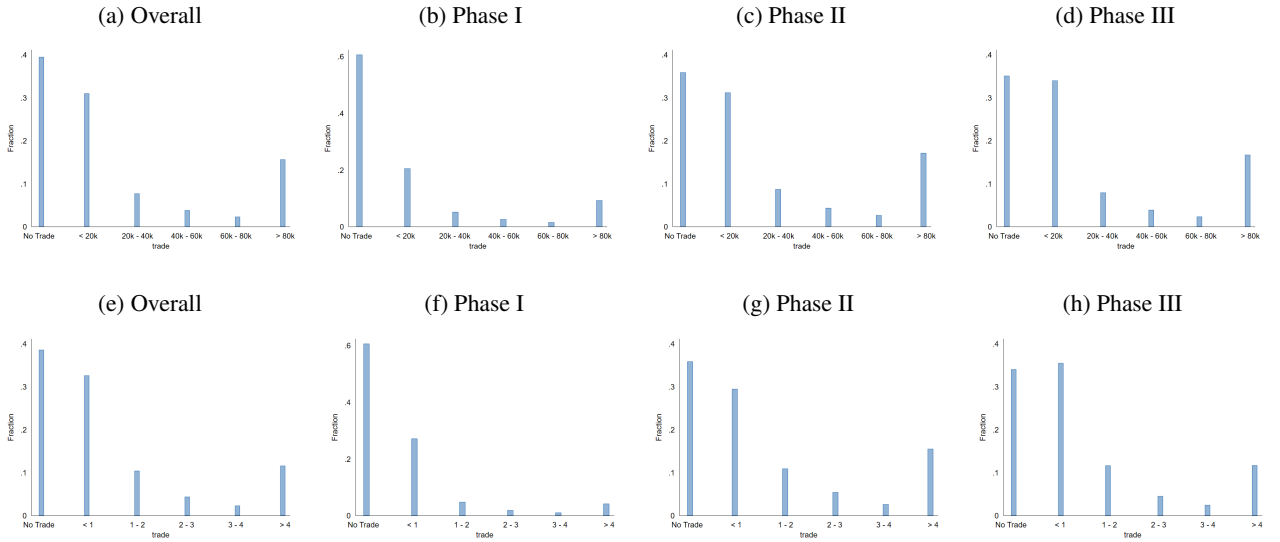 (a) Overall
(b) Phase I
(c) Phase II
(d) Phase III
.4
.3
.2
.1
0
Fraction
No Trade < 20k 20k - 40k 40k - 60k 60k - 80k > 80k
trade
.6
.4
.2
0
Fraction
No Trade < 20k 20k - 40k 40k - 60k 60k - 80k > 80k
trade
.4
.3
.2
.1
0
Fraction
No Trade < 20k 20k - 40k 40k - 60k 60k - 80k > 80k
trade
.4
.3
.2
.1
0
Fraction
No Trade < 20k 20k - 40k 40k - 60k 60k - 80k > 80k
trade
(e) Overall
(f) Phase I
(g) Phase II
(h) Phase III
.4
.3
.2
.1
0
Fraction
No Trade < 1 1 - 2 2 - 3 3 - 4 > 4
trade
.6
.4
.2
0
Fraction
No Trade < 1 1 - 2 2 - 3 3 - 4 > 4
trade
.4
.3
.2
.1
0
Fraction
No Trade < 1 1 - 2 2 - 3 3 - 4 > 4
trade
.4
.3
.2
.1
0
Fraction
No Trade < 1 1 - 2 2 - 3 3 - 4 > 4
trade